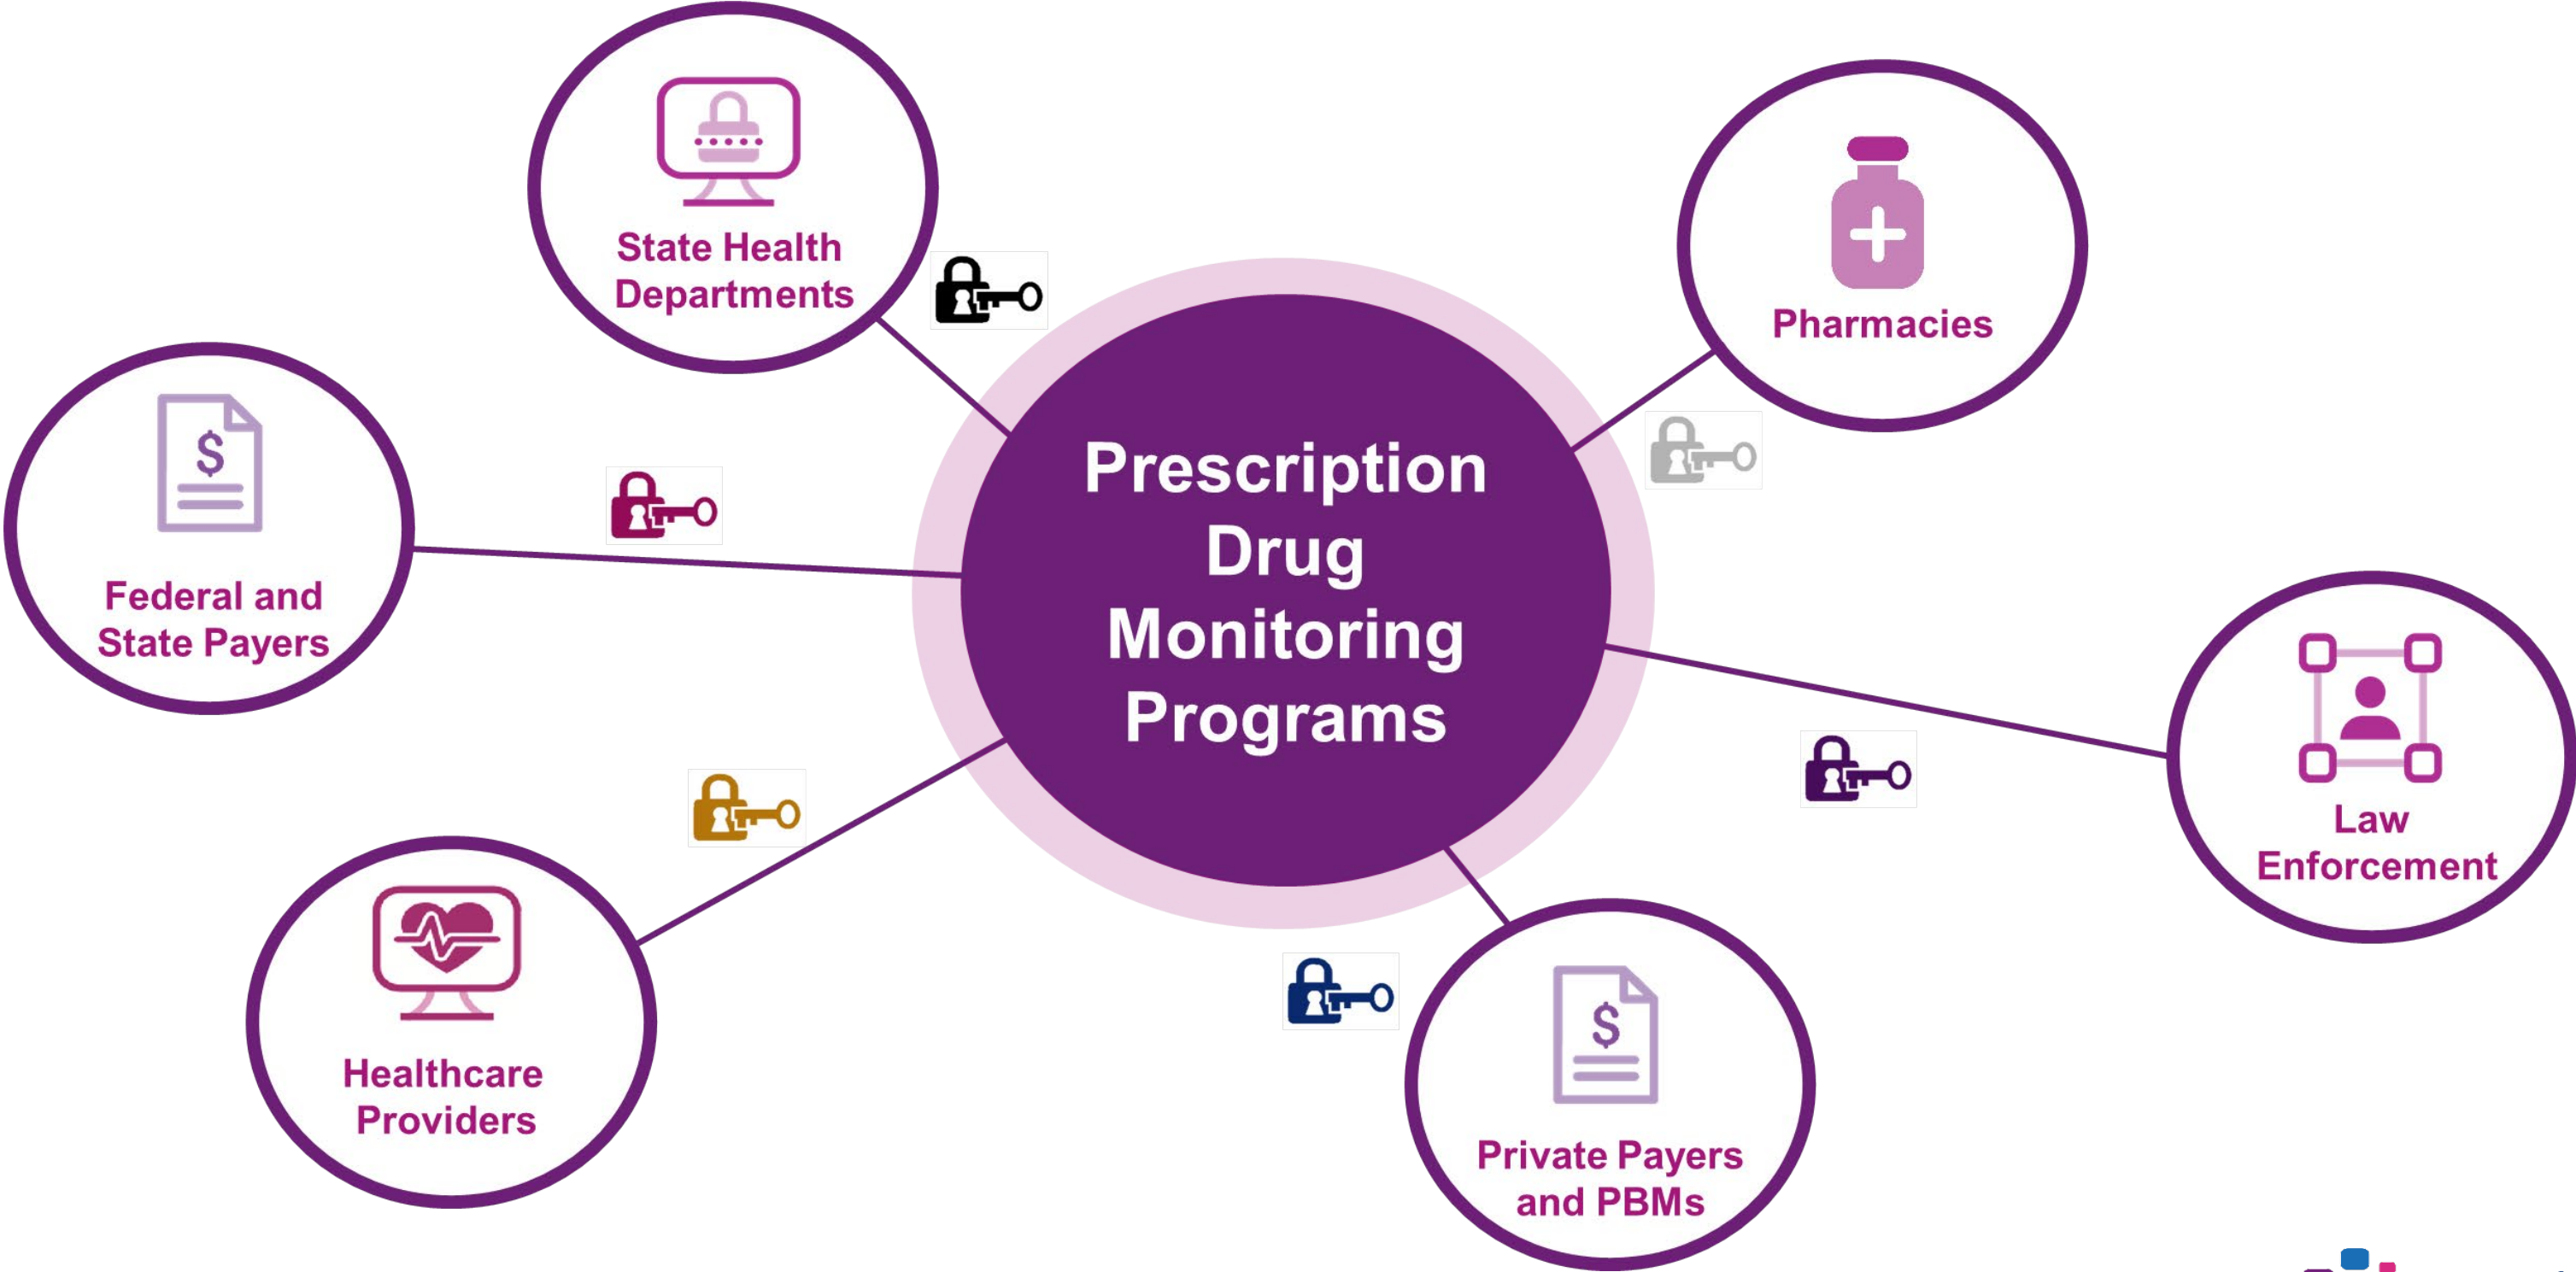 State Health
Departments
Pharmacies
$
Federal and
State Payers
Prescription
Drug
Monitoring
Programs
Law
Enforcement
Healthcare
Providers
$
Private Payers
and PBMs